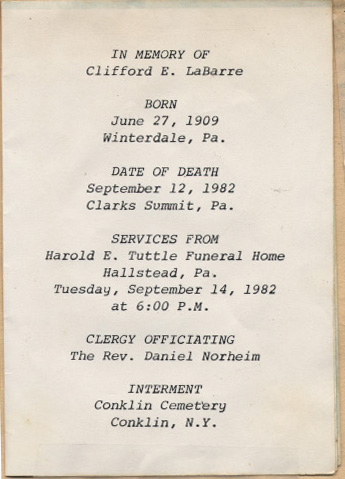 IN MEMORY OF
Clifford E. LaBarre
BORN
June 27, 1909
Winterdale, Pa.
DATE OF DEATH
September 12, 1982
Clarks Summit, Pa.
SERVICES FROM
Harold E. Tuttle Funeral Home
Hallstead, Pa.
Tuesday, September 14, 1982
at 6:00 P.M.
CLERGY OFFICIATING
The Rev. Daniel Norheim
INTERMENT
Conklin Cemetery
Conklin, N.Y.